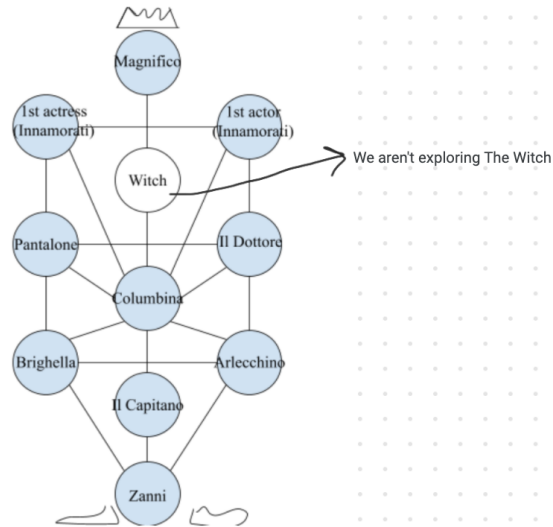 Magnifico
1st actress
(Innamorati)
1st actor
(Innamorati)
Witch
We aren't exploring The Witch
Pantalone
Il Dottore
Columbina
Brighella
Arlecchino
Il Capitano
Zanni